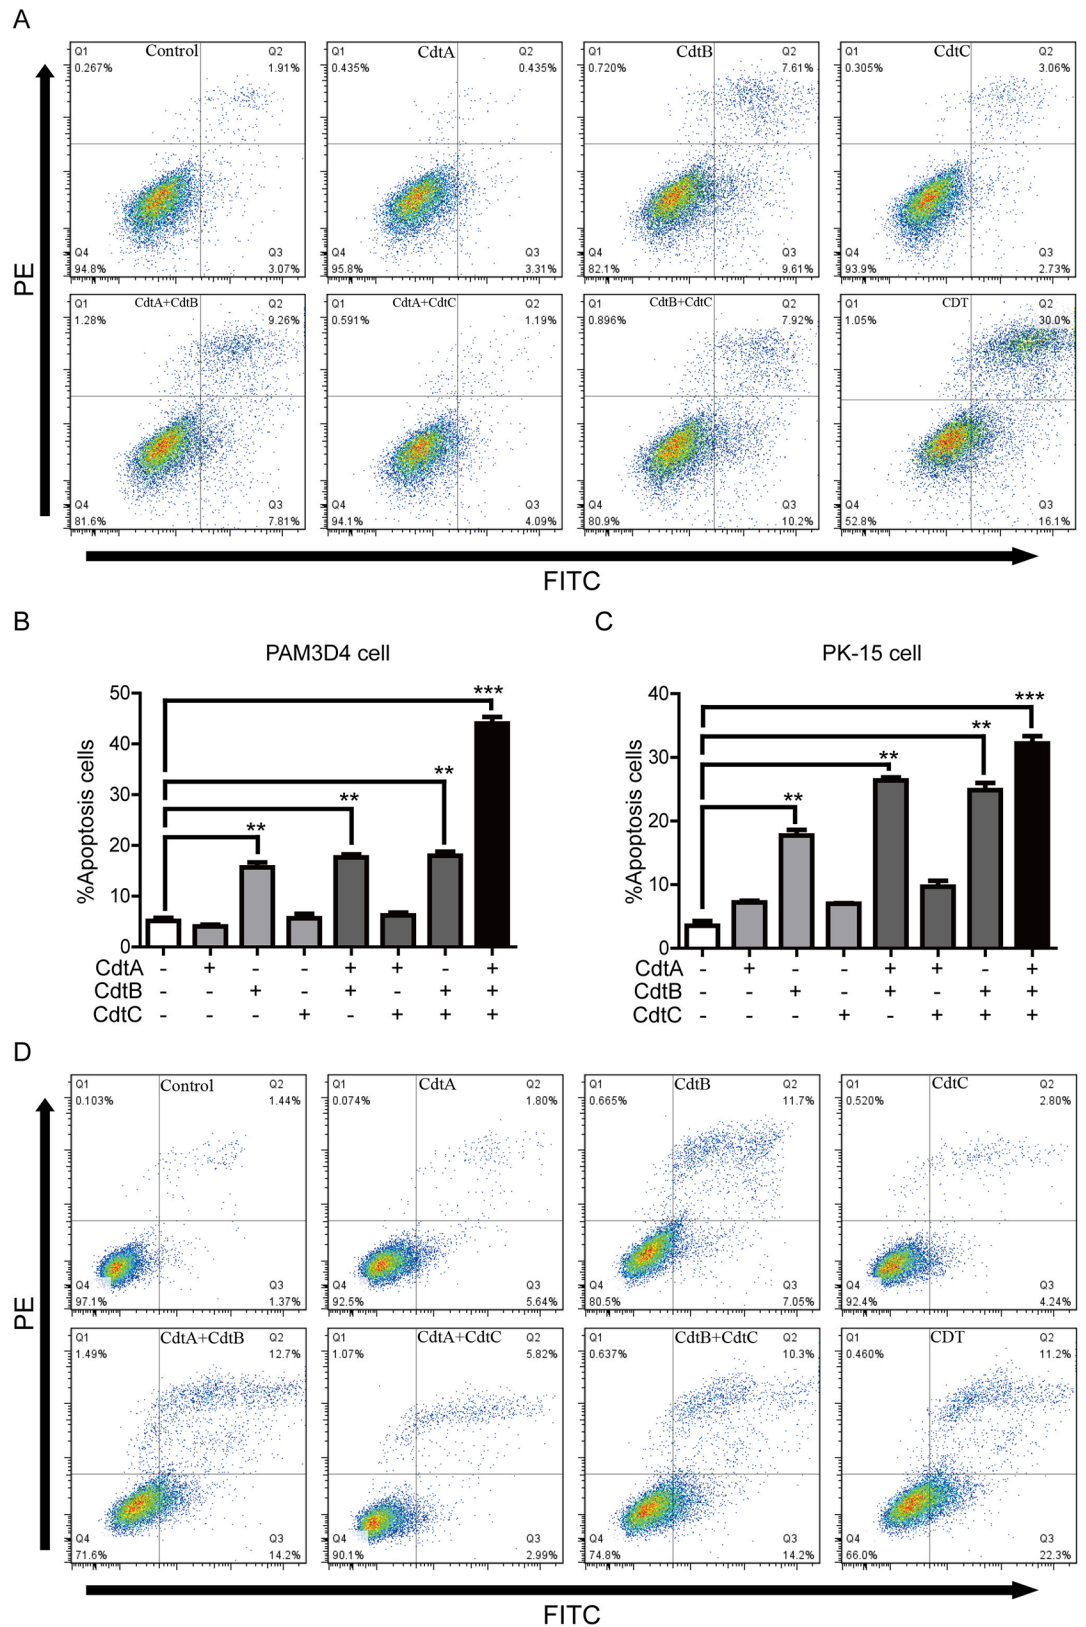 A
Q1 Control Q2
0.267% 1.91%
Q4 Q3
94.8% 3.07%
Q1 CdtA Q2
0.435% 0.435%
Q4 Q3
95.8% 3.31%
Q1 CdtB Q2
0.720% 7.61%
Q4 Q3
82.1% 9.61%
Q1 CdtC Q2
0.305% 3.06%
Q4 Q3
93.9% 2.73%
PE
Q1 CdtA+CdtB Q2
1.28% 9.26%
Q4 Q3
81.6% 7.81%
Q1 CdtA+CdtC Q2
0.591% 1.19%
Q4 Q3
94.1% 4.09%
Q1 CdtB+CdtC Q2
0.896% 7.92%
Q4 Q3
80.9% 10.2%
Q1 CDT Q2
1.05% 30.0%
Q4 Q3
52.8% 16.1%
FITC
B
PAM3D4 cell
%Apoptosis cells
50
40
30
20
10
0
***
**
**
**
CdtA - + - - + + - +
CdtB - - + - + - + +
CdtC - - - + - + + +
C
PK-15 cell
%Apoptosis cells
40
30
20
10
0
***
**
**
**
CdtA - + - - + + - +
CdtB - - + - + - + +
CdtC - - - + - + + +
D
Q1 Control Q2
0.103% 1.44%
Q4 Q3
97.1% 1.37%
Q1 CdtA Q2
0.074% 1.80%
Q4 Q3
92.5% 5.64%
Q1 CdtB Q2
0.665% 11.7%
Q4 Q3
80.5% 7.05%
Q1 CdtC Q2
0.520% 2.80%
Q4 Q3
92.4% 4.24%
PE
Q1 CdtA+CdtB Q2
1.49% 12.7%
Q4 Q3
71.6% 14.2%
Q1 CdtA+CdtC Q2
1.07% 5.82%
Q4 Q3
90.1% 2.99%
Q1 CdtB+CdtC Q2
0.637% 10.3%
Q4 Q3
74.8% 14.2%
Q1 CDT Q2
0.460% 11.2%
Q4 Q3
66.0% 22.3%
FITC